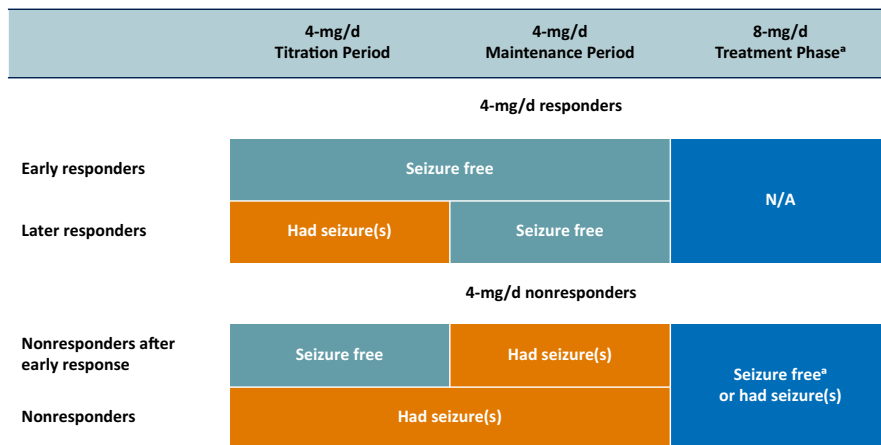 4-mg/d
Titration Period
4-mg/d
Maintenance Period
8-mg/d
Treatment Phaseᵃ
4-mg/d responders
Early responders
Seizure free
N/A
Later responders
Had seizure(s)
Seizure free
4-mg/d nonresponders
Nonresponders after
early response
Seizure free
Had seizure(s)
Seizure freeᵃ
or had seizure(s)
Nonresponders
Had seizure(s)